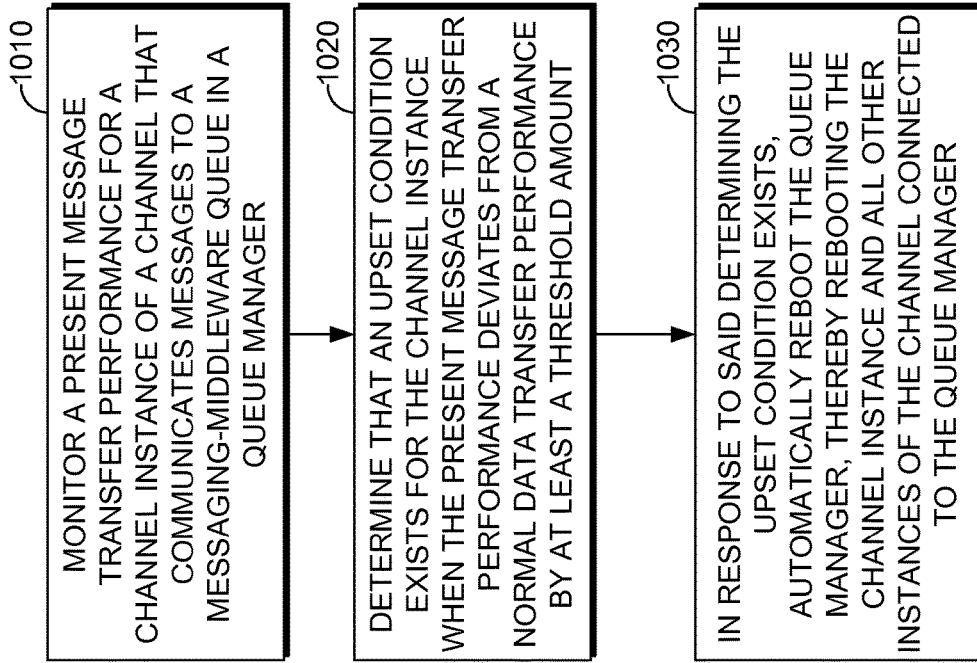 1010
MONITOR A PRESENT MESSAGE
TRANSFER PERFORMANCE FOR A
CHANNEL INSTANCE OF A CHANNEL THAT
COMMUNICATES MESSAGES TO A
MESSAGING-MIDDLEWARE QUEUE IN A
QUEUE MANAGER
1020
DETERMINE THAT AN UPSET CONDITION
EXISTS FOR THE CHANNEL INSTANCE
WHEN THE PRESENT MESSAGE TRANSFER
PERFORMANCE DEVIATES FROM A
NORMAL DATA TRANSFER PERFORMANCE
BY AT LEAST A THRESHOLD AMOUNT
1030
IN RESPONSE TO SAID DETERMINING THE
UPSET CONDITION EXISTS,
AUTOMATICALLY REBOOT THE QUEUE
MANAGER, THEREBY REBOOTING THE
CHANNEL INSTANCE AND ALL OTHER
INSTANCES OF THE CHANNEL CONNECTED
TO THE QUEUE MANAGER